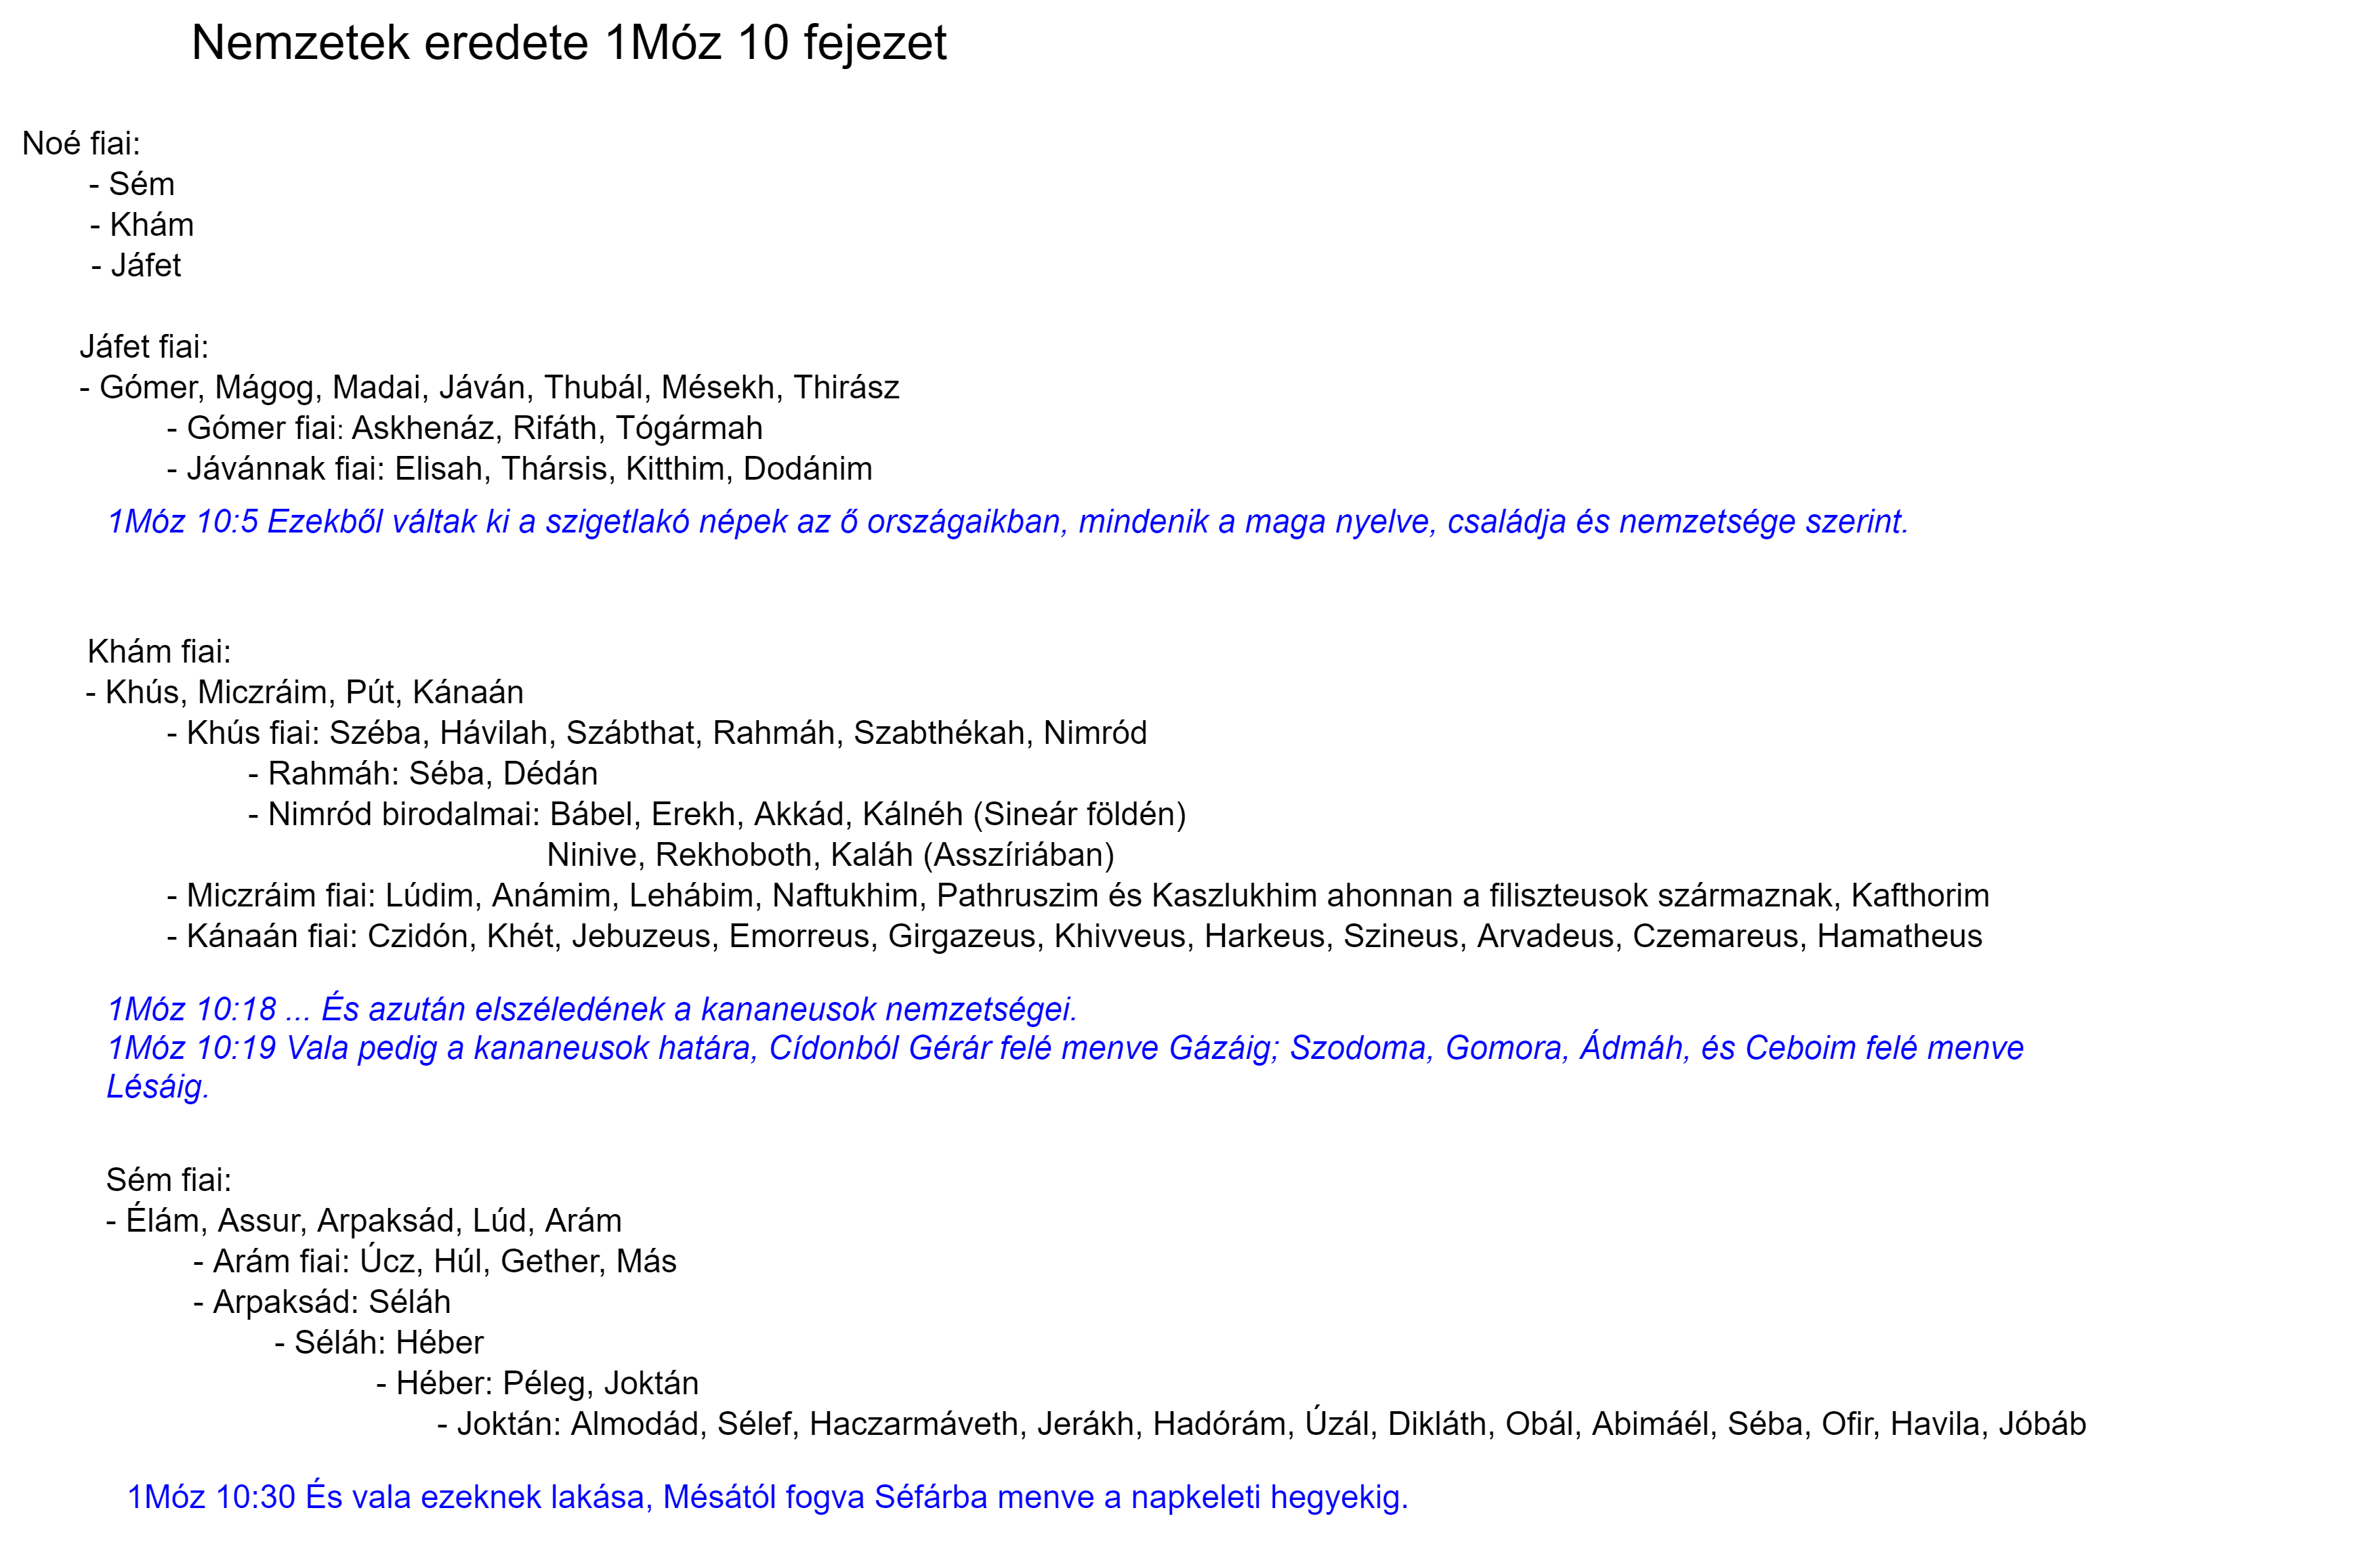 Nemzetek eredete 1Móz 10 fejezet
Noé fiai:
- Sém
- Khám
- Jáfet
Jáfet fiai:
- Gómer, Mágog, Madai, Jáván, Thubál, Mésekh, Thirász
- Gómer fiai: Askhenáz, Rifáth, Tógármah
- Jávánnak fiai: Elisah, Thársis, Kitthim, Dodánim
1Móz 10:5 Ezekből váltak ki a szigetlakó népek az ő országaikban, mindenik a maga nyelve, családja és nemzetsége szerint.
Khám fiai:
- Khús, Miczráim, Pút, Kánaán
- Khús fiai: Széba, Hávilah, Szábthat, Rahmáh, Szabthékah, Nimród
- Rahmáh: Séba, Dédán
- Nimród birodalmai: Bábel, Erekh, Akkád, Kálnéh (Sineár földén)
Ninive, Rekhoboth, Kaláh (Asszíriában)
- Miczráim fiai: Lúdim, Anámim, Lehábim, Naftukhim, Pathruszim és Kaszlukhim ahonnan a filiszteusok származnak, Kafthorim
- Kánaán fiai: Czidón, Khét, Jebuzeus, Emorreus, Girgazeus, Khivveus, Harkeus, Szineus, Arvadeus, Czemareus, Hamatheus
1Móz 10:18 ... És azután elszéledének a kananeusok nemzetségei.
1Móz 10:19 Vala pedig a kananeusok határa, Cídonból Gérár felé menve Gázáig; Szodoma, Gomora, Ádmáh, és Ceboim felé menve
Lésáig.
Sém fiai:
- Élám, Assur, Arpaksád, Lúd, Arám
- Arám fiai: Úcz, Húl, Gether, Más
- Arpaksád: Séláh
- Séláh: Héber
- Héber: Péleg, Joktán
- Joktán: Almodád, Sélef, Haczarmáveth, Jerákh, Hadórám, Úzál, Dikláth, Obál, Abimáél, Séba, Ofir, Havila, Jóbáb
1Móz 10:30 És vala ezeknek lakása, Mésától fogva Séfárba menve a napkeleti hegyekig.